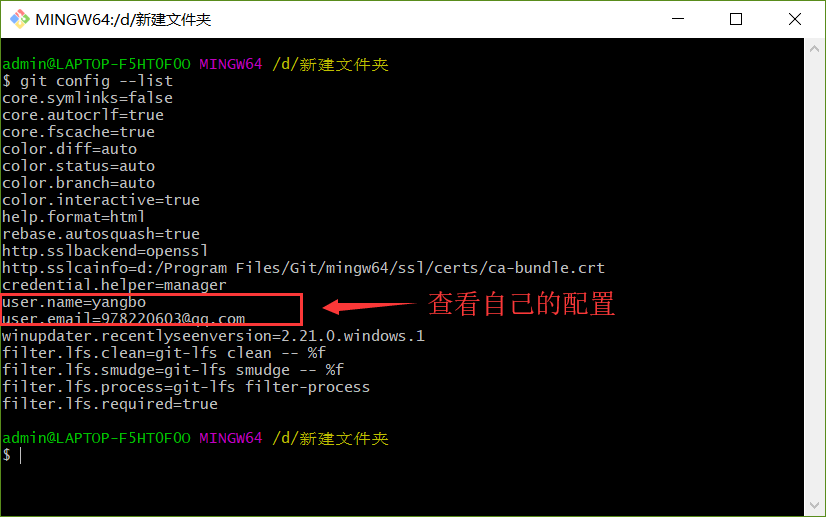 MINGW64:/d/新建文件夹
admin@LAPTOP-F5HT0FOO MINGW64 /d/新建文件夹
$ git config --list
core.symlinks=false
core.autocrlf=true
core.fscache=true
color.diff=auto
color.status=auto
color.branch=auto
color.interactive=true
help.format=html
rebase.autosquash=true
http.sslbackend=openssl
http.sslcainfo=d:/Program Files/Git/mingw64/ssl/certs/ca-bundle.crt
credential.helper=manager
user.name=yangbo
查看自己的配置
user.email=978220603@qq.com
winupdater.recentlyseenversion=2.21.0.windows.1
filter.lfs.clean=git-lfs clean -- %f
filter.lfs.smudge=git-lfs smudge -- %f
filter.lfs.process=git-lfs filter-process
filter.lfs.required=true
admin@LAPTOP-F5HT0FOO MINGW64 /d/新建文件夹
$